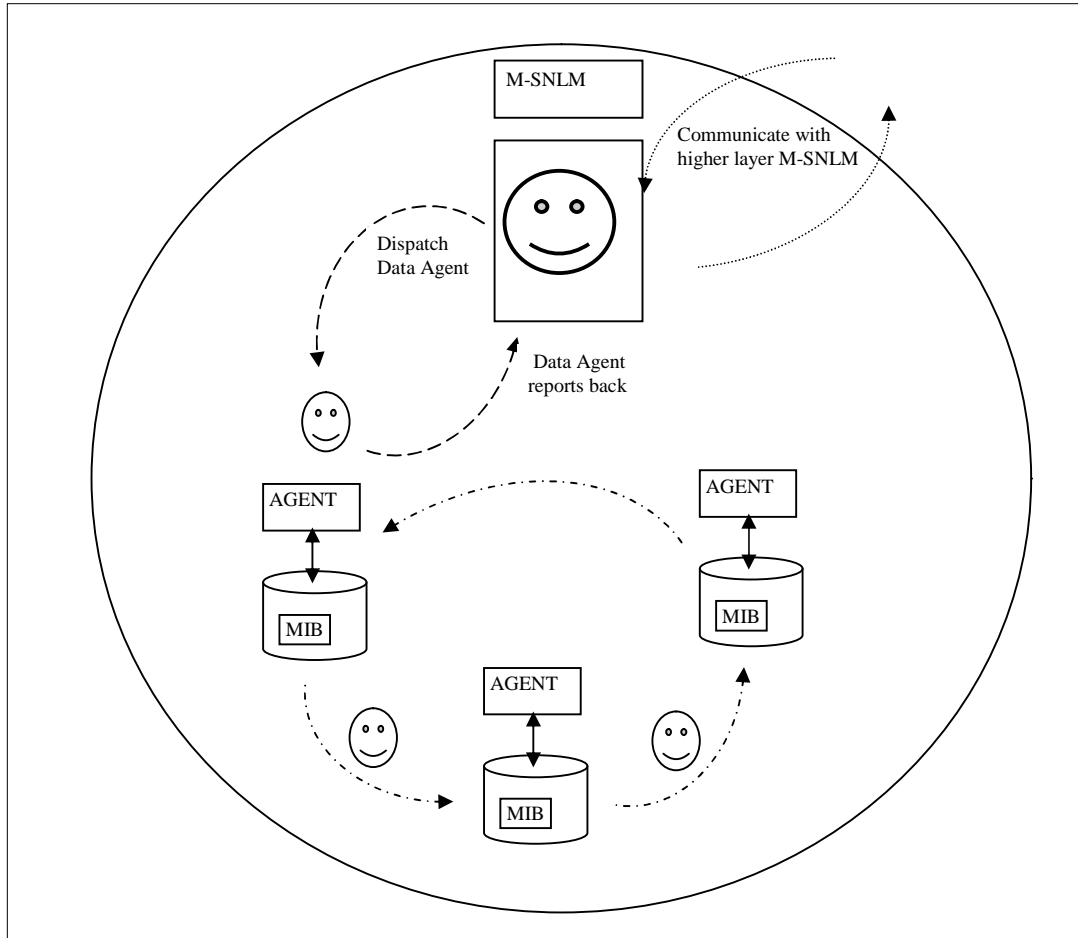 M-SNLM
Communicate with
higher layer M-SNLM
Dispatch
Data Agent
Data Agent
reports back
AGENT
AGENT
MIB
MIB
AGENT
MIB